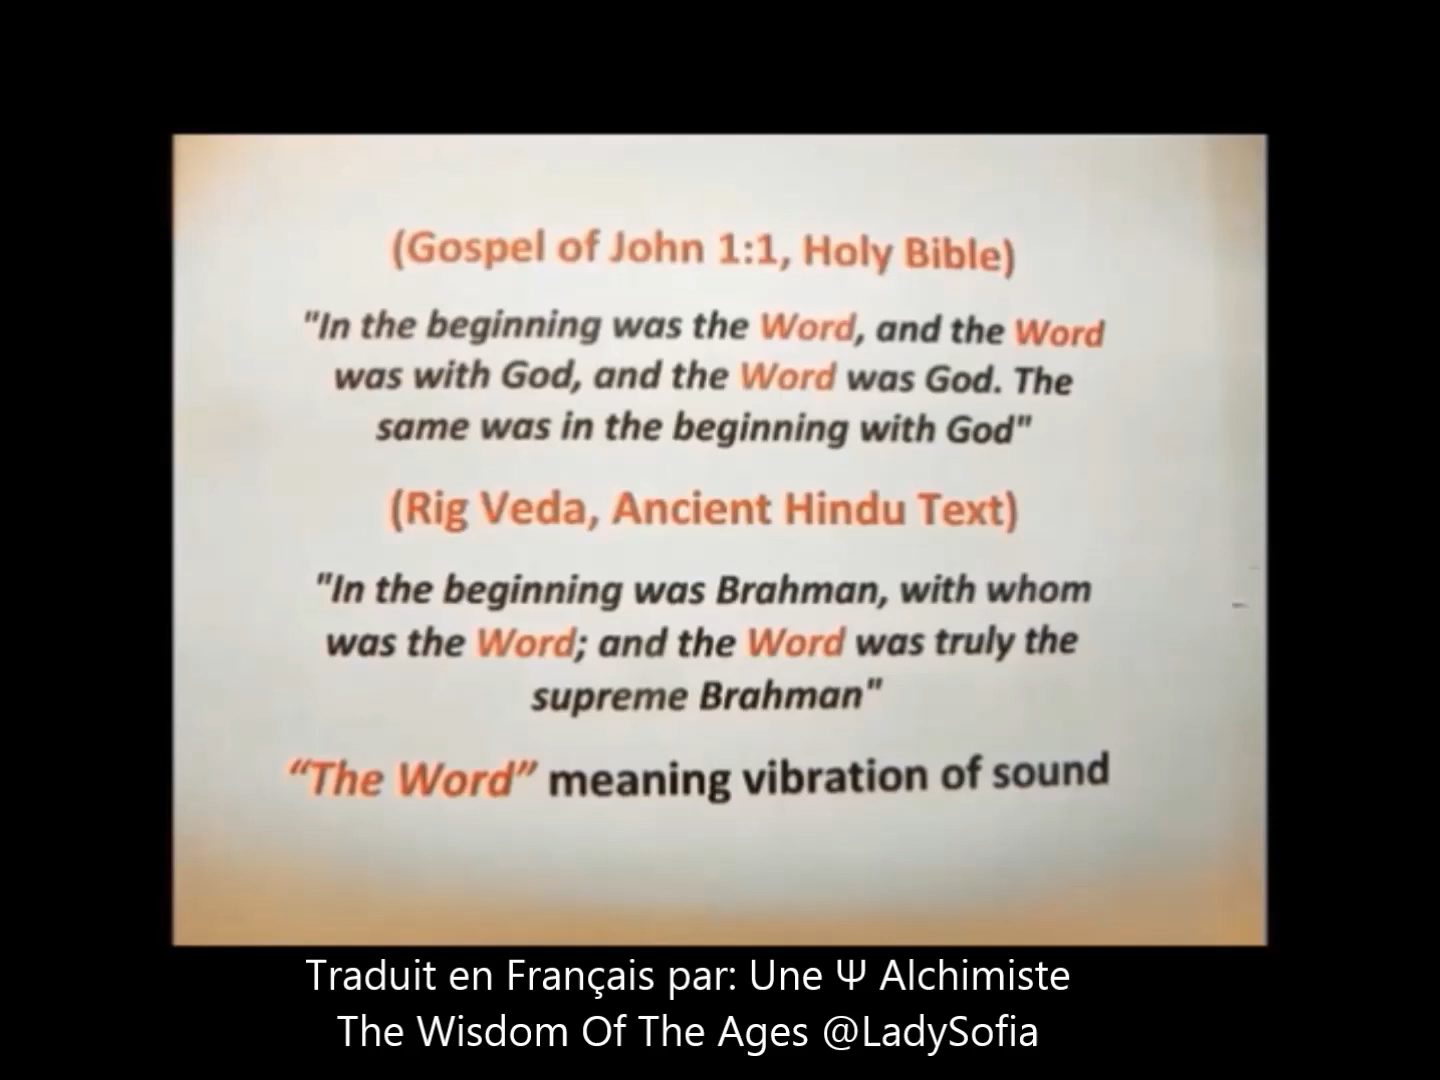 (Gospel of John 1:1, Holy Bible)
"In the beginning was the Word, and the Word
was with God, and the Word was God. The
same was in the beginning with God"
(Rig Veda, Ancient Hindu Text)
"In the beginning was Brahman, with whom
was the Word; and the Word was truly the
supreme Brahman"
“The Word” meaning vibration of sound
Traduit en Français par: Une Ψ Alchimiste
The Wisdom Of The Ages @LadySofia